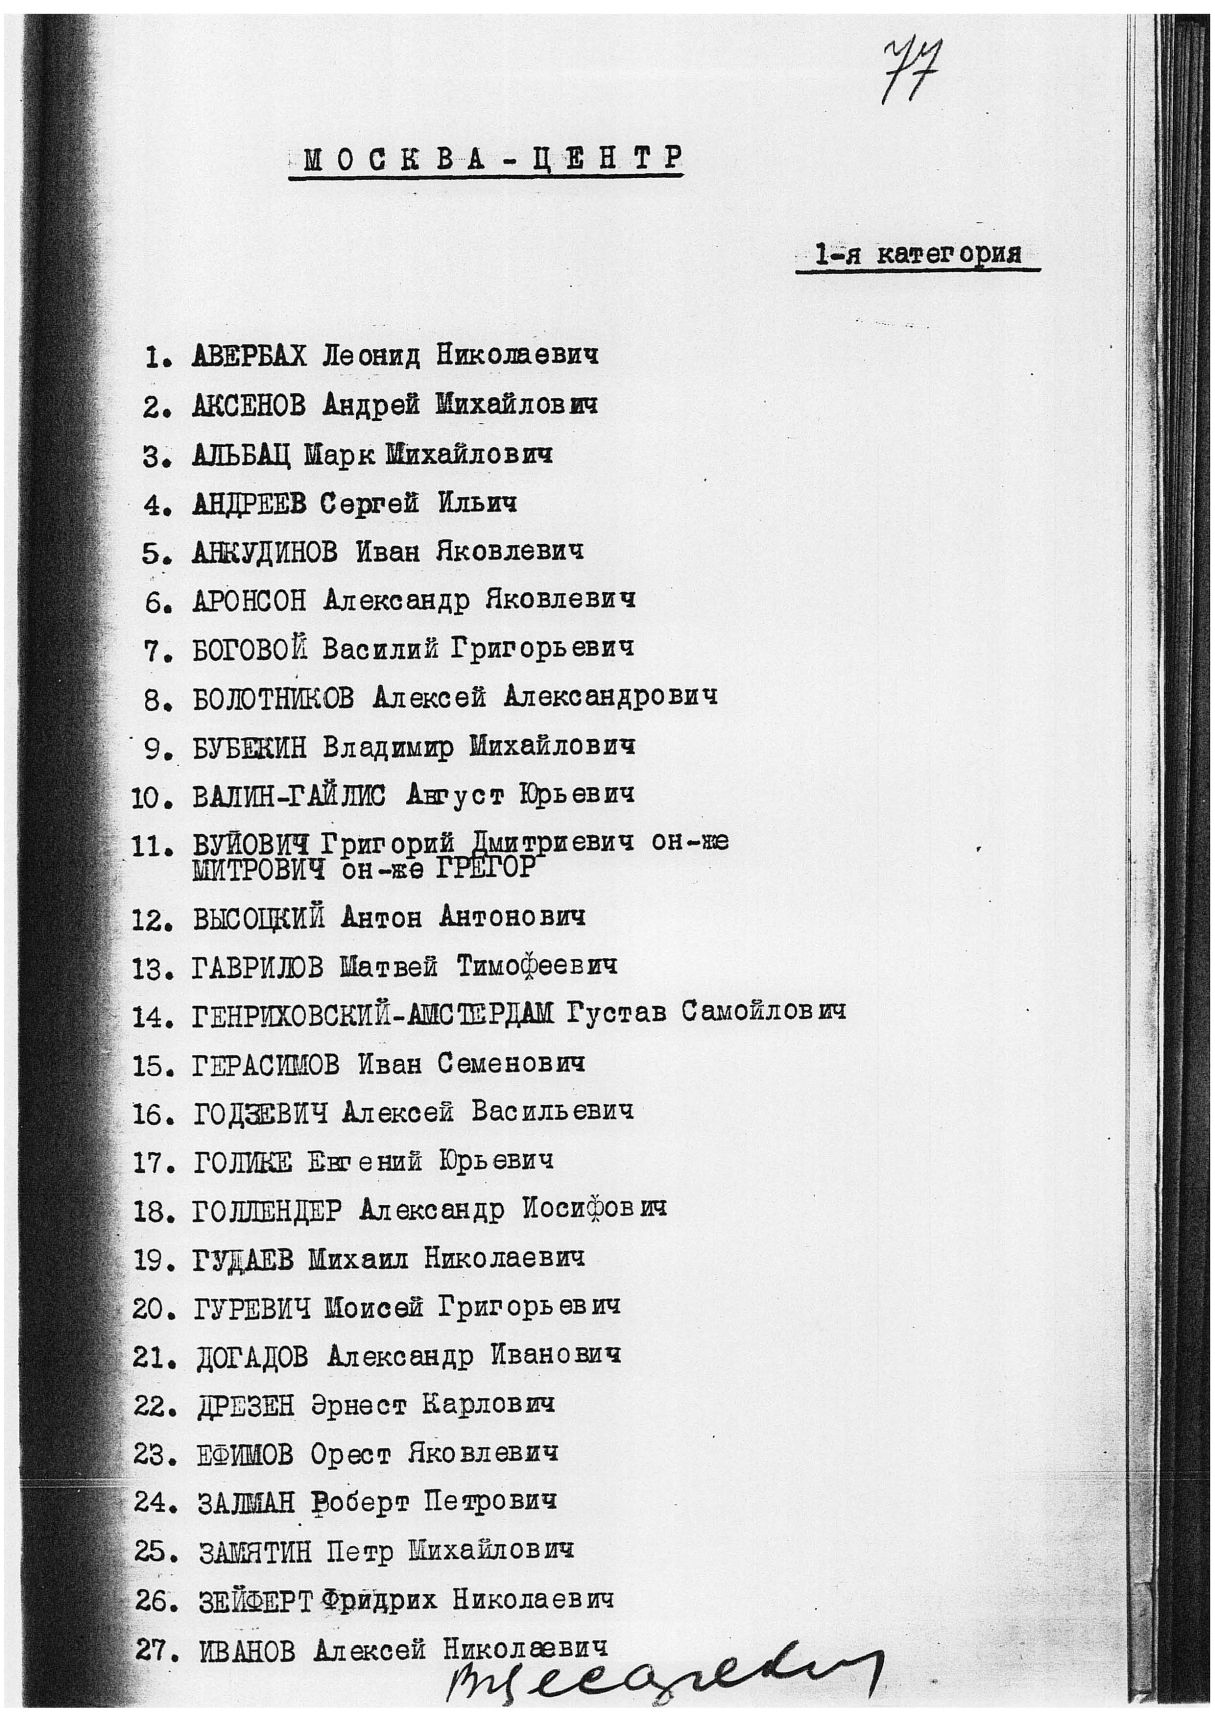 77
МОСКВА-ЦЕНТР
1-я категория
1. АВЕРБАХ Леонид Николаевич
2. АКСЕНОВ Андрей Михайлович
3. АЛЬБАЦ Марк Михайлович
4. АНДРЕЕВ Сергей Ильич
5. АНКУДИНОВ Иван Яковлевич
6. АРОНСОН Александр Яковлевич
7. БОГОВОЙ Василий Григорьевич
8. БОЛОТНИКОВ Алексей Александрович
9. БУБЕКИН Владимир Михайлович
10. ВАЛИН-ГАЙЛИС Август Юрьевич
11. ВУЙОВИЧ Григорий Дмитриевич он-же
МИТРОВИЧ он-же ГРЕГОР
12. ВЫСОЦКИЙ Антон Антонович
13. ГАВРИЛОВ Матвей Тимофеевич
14. ГЕНРИХОВСКИЙ-АМСТЕРДАМ Густав Самойлович
15. ГЕРАСИМОВ Иван Семенович
16. ГОДЗЕВИЧ Алексей Васильевич
17. ГОЛИКЕ Евгений Юрьевич
18. ГОЛЛЕНДЕР Александр Иосифович
19. ГУДАЕВ Михаил Николаевич
20. ГУРЕВИЧ Моисей Григорьевич
21. ДОГАДОВ Александр Иванович
22. ДРЕЗЕН Эрнест Карлович
23. ЕФИМОВ Орест Яковлевич
24. ЗАЛМАН Роберт Петрович
25. ЗАМЯТИН Петр Михайлович
26. ЗЕЙФЕРТ Фридрих Николаевич
27. ИВАНОВ Алексей Николаевич